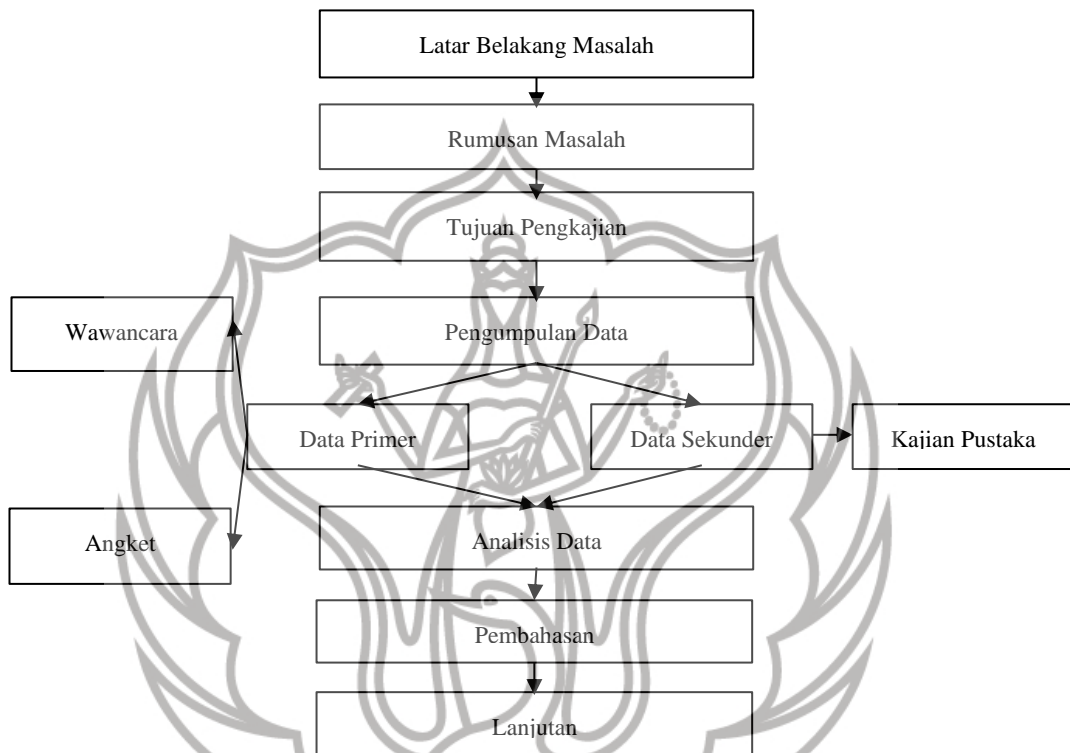 Latar Belakang Masalah
Rumusan Masalah
Tujuan Pengkajian
Pengumpulan Data
Wawancara
Data Primer
Data Sekunder
Kajian Pustaka
Angket
Analisis Data
Pembahasan
Lanjutan